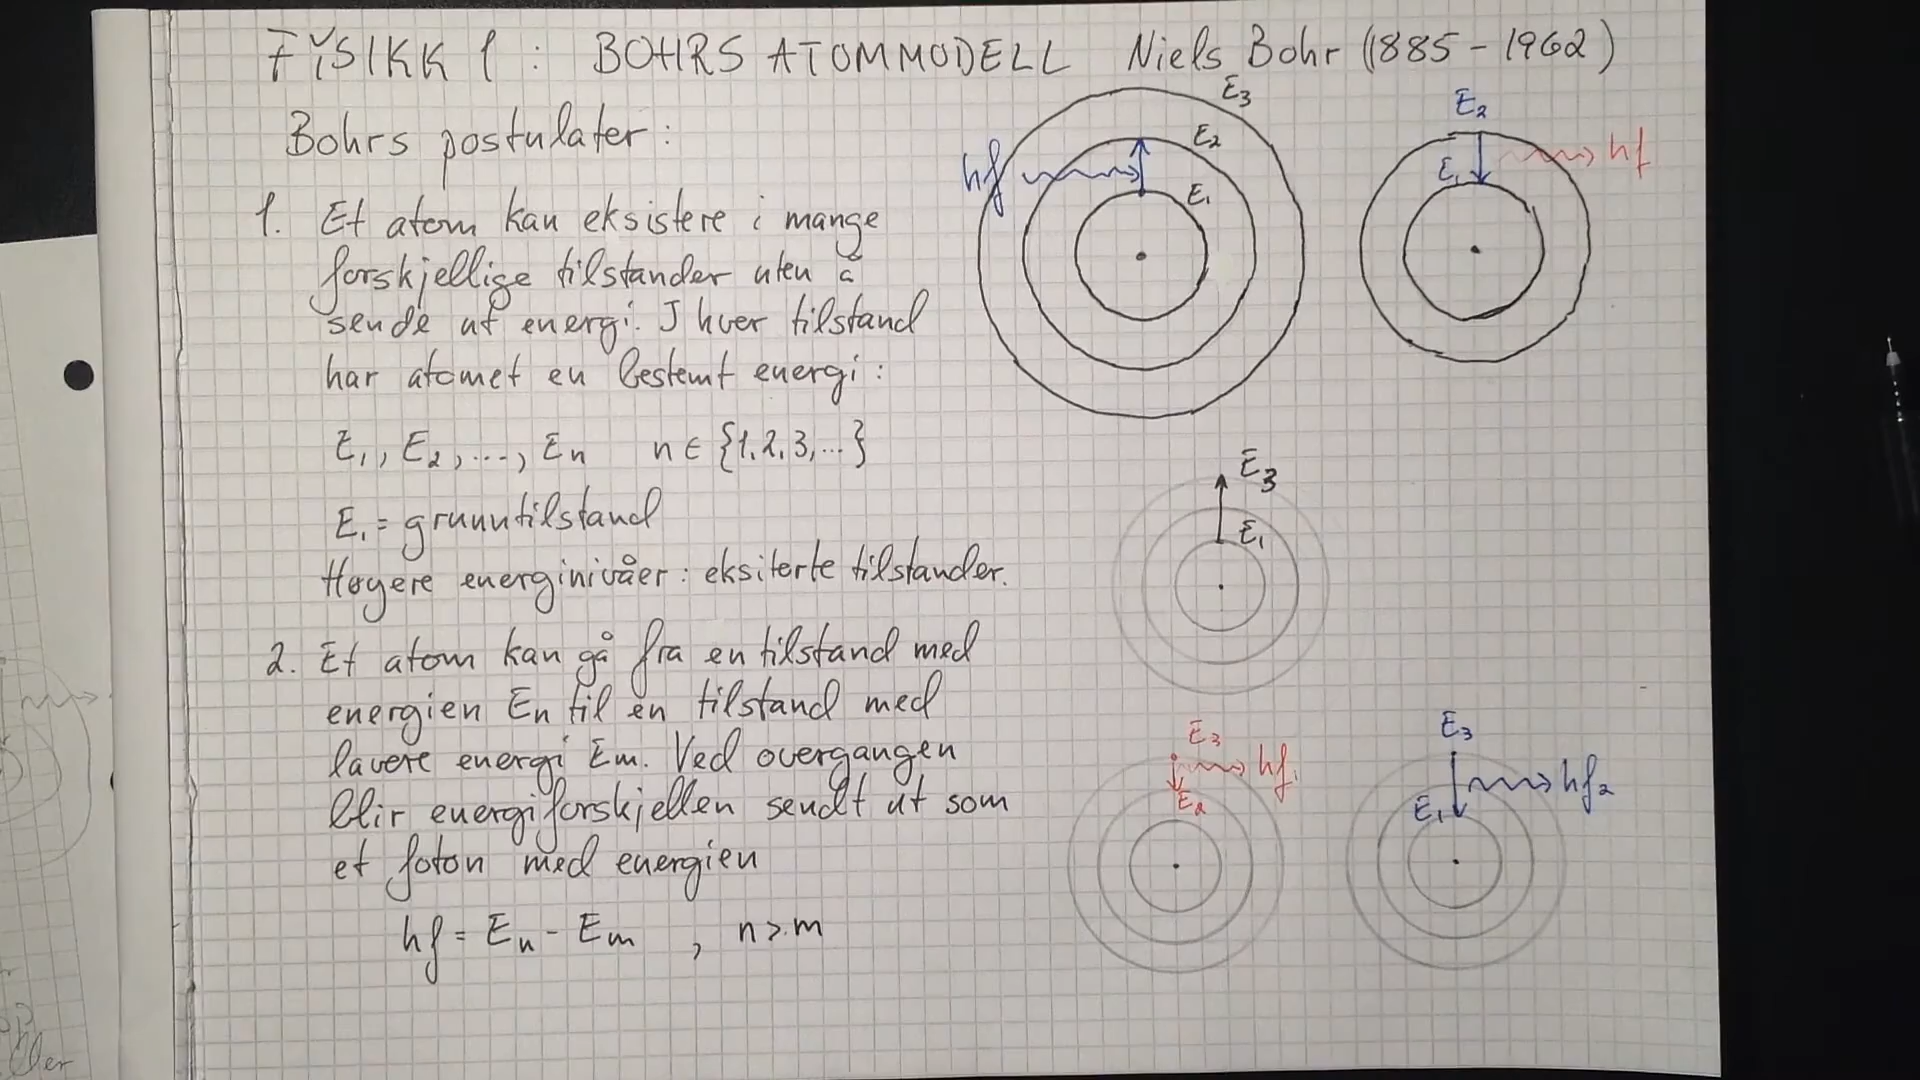 FYSIKK 1 : BOHRS ATOMMODELL Niels Bohr (1885 - 1962)
Bohrs postulater:
1. Et atom kan eksistere i mange
forskjellige tilstander uten å
sende ut energi. I hver tilstand
har atomet en bestemt energi:
E1, E2, ..., En n ∈ {1, 2, 3, ...}
E1 = grunntilstand
Høyere energinivåer: eksiterte tilstander.
2. Et atom kan gå fra en tilstand med
energien En til en tilstand med
lavere energi Em. Ved overgangen
blir energiforskjellen sendt ut som
et foton med energien
hf = En - Em , n > m
E3
E2
hf
E1
E2
hf
E1
E3
E1
E3
hf1
E2
E3
hf2
E1